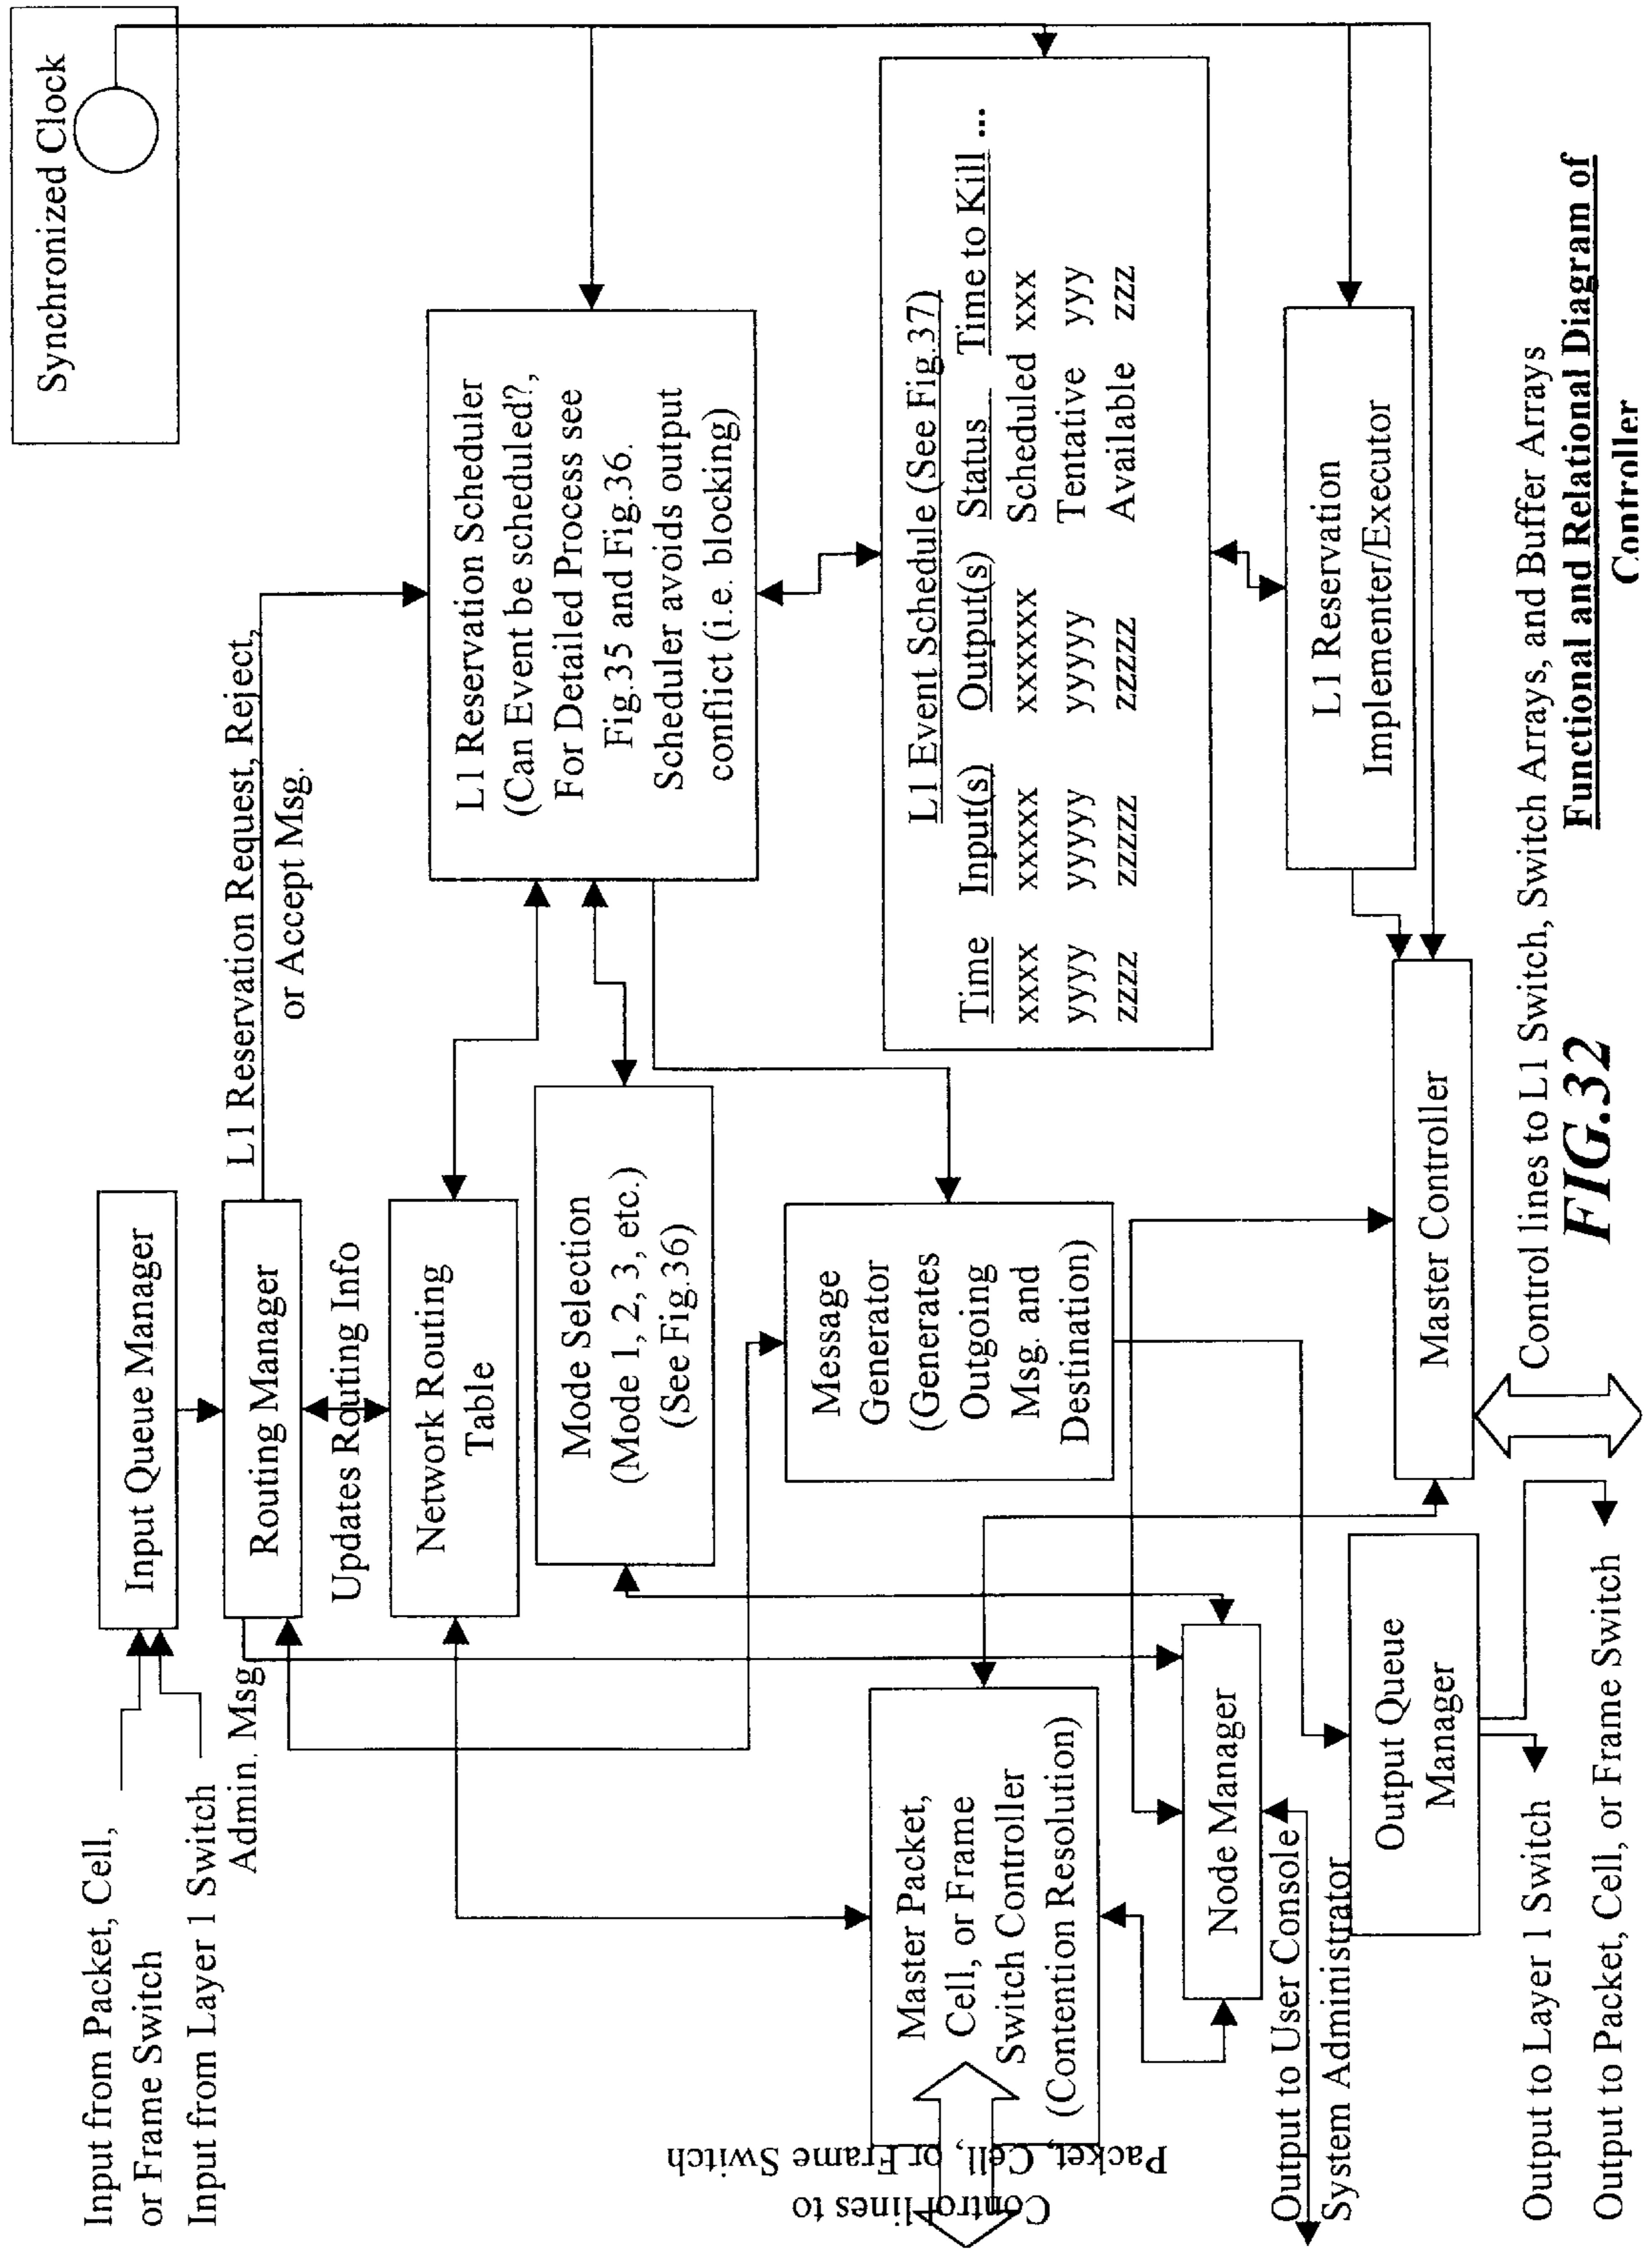 Synchronized Clock
Input from Packet, Cell,
or Frame Switch
Input from Layer 1 Switch
Input Queue Manager
Routing Manager
L1 Reservation Request, Reject,
or Accept Msg.
Admin. Msg
Updates Routing Info
Network Routing
Table
Mode Selection
(Mode 1, 2, 3, etc.)
(See Fig.36)
L1 Reservation Scheduler
(Can Event be scheduled?,
For Detailed Process see
Fig.35 and Fig.36.
Scheduler avoids output
conflict (i.e. blocking)
Master Packet,
Cell, or Frame
Switch Controller
(Contention Resolution)
Control lines to
Packet, Cell, or Frame Switch
Message
Generator
(Generates
Outgoing
Msg. and
Destination)
L1 Event Schedule (See Fig.37)
Time Input(s) Output(s) Status Time to Kill ...
xxxx xxxxx xxxxxx Scheduled xxx
yyyy yyyyy yyyyyy Tentative yyy
zzzz zzzzz zzzzzz Available zzz
Node Manager
Output to User Console
System Administrator
L1 Reservation
Implementer/Executor
Output Queue
Manager
Master Controller
Output to Layer 1 Switch
Output to Packet, Cell, or Frame Switch
Control lines to L1 Switch, Switch Arrays, and Buffer Arrays
FIG.32
Functional and Relational Diagram of
Controller